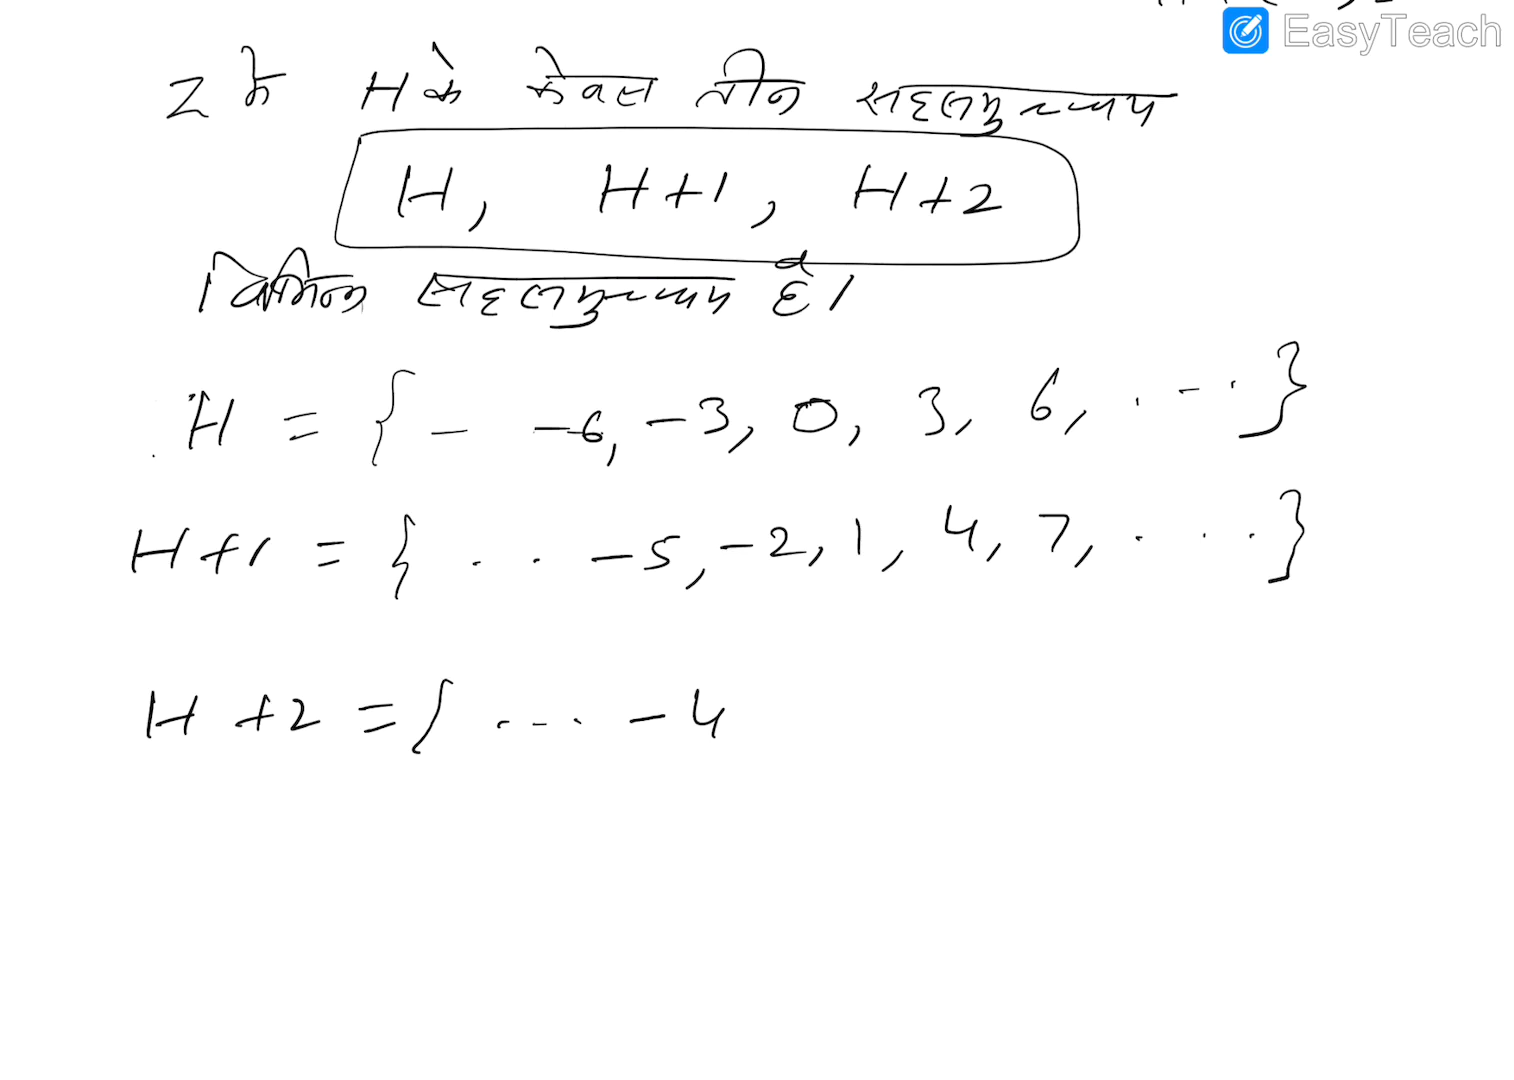 EasyTeach
Z में H के केवल तीन सहसमुच्चय
H, H+1, H+2
विभिन्न सहसमुच्चय है।
H = { - -6, -3, 0, 3, 6, . - .. }
H+1 = { . . -5, -2, 1, 4, 7, . . . }
H+2 = { ... -4